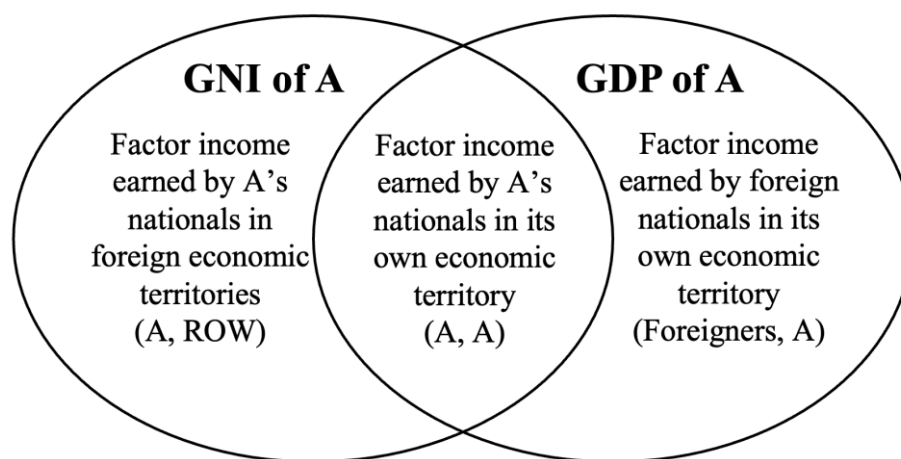 GNI of A
Factor income
earned by A's
nationals in
foreign economic
territories
(A, ROW)
Factor income
earned by A's
nationals in its
own economic
territory
(A, A)
GDP of A
Factor income
earned by foreign
nationals in its
own economic
territory
(Foreigners, A)